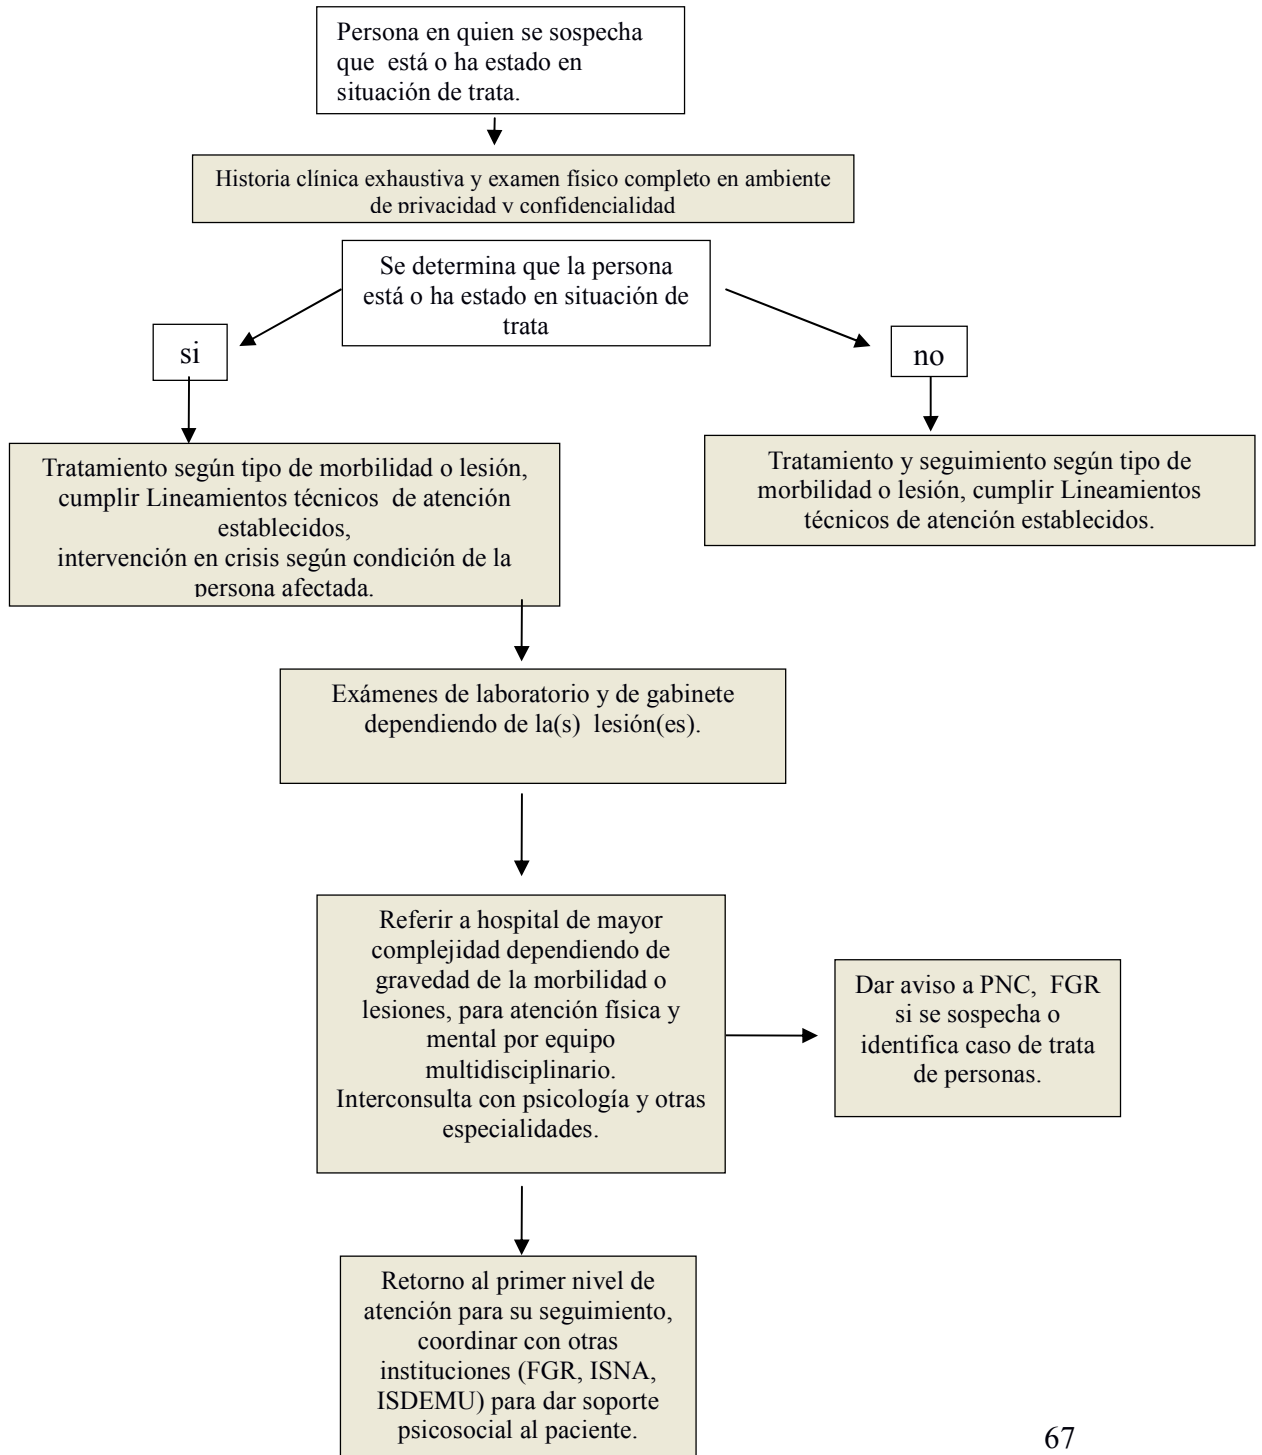 Persona en quien se sospecha
que está o ha estado en
situación de trata.
Historia clínica exhaustiva y examen físico completo en ambiente
de privacidad y confidencialidad
Se determina que la persona
está o ha estado en situación de
trata
si
no
Tratamiento según tipo de morbilidad o lesión,
cumplir Lineamientos técnicos de atención
establecidos,
intervención en crisis según condición de la
persona afectada.
Tratamiento y seguimiento según tipo de
morbilidad o lesión, cumplir Lineamientos
técnicos de atención establecidos.
Exámenes de laboratorio y de gabinete
dependiendo de la(s) lesión(es).
Referir a hospital de mayor
complejidad dependiendo de
gravedad de la morbilidad o
lesiones, para atención física y
mental por equipo
multidisciplinario.
Interconsulta con psicología y otras
especialidades.
Dar aviso a PNC, FGR
si se sospecha o
identifica caso de trata
de personas.
Retorno al primer nivel de
atención para su seguimiento,
coordinar con otras
instituciones (FGR, ISNA,
ISDEMU) para dar soporte
psicosocial al paciente.
67